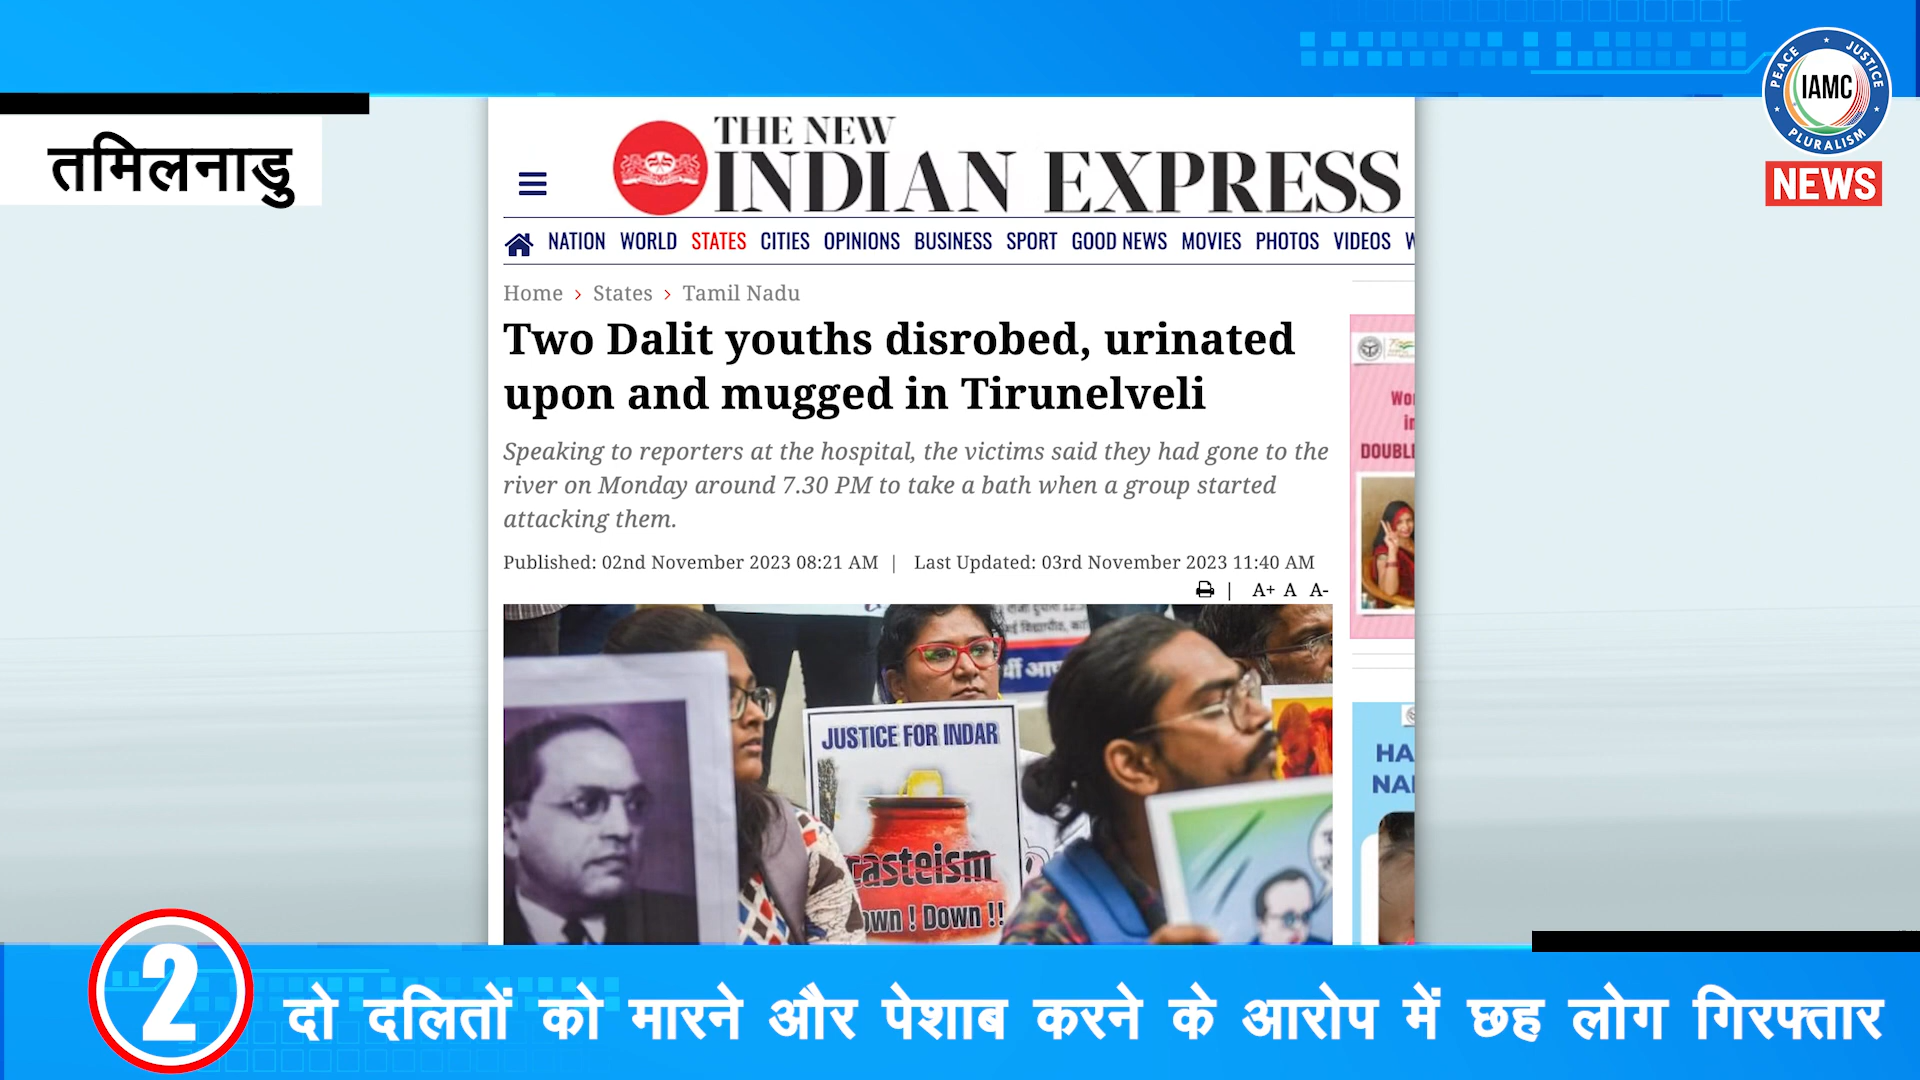 तमिलनाडु
PEACE
JUSTICE
IAMC
PLURALISM
NEWS
THE NEW
INDIAN EXPRESS
NATION WORLD STATES CITIES OPINIONS BUSINESS SPORT GOOD NEWS MOVIES PHOTOS VIDEOS
Home > States > Tamil Nadu
Two Dalit youths disrobed, urinated
upon and mugged in Tirunelveli
Speaking to reporters at the hospital, the victims said they had gone to the
river on Monday around 7.30 PM to take a bath when a group started
attacking them.
Published: 02nd November 2023 08:21 AM | Last Updated: 03rd November 2023 11:40 AM
| A+ A A-
JUSTICE FOR INDAR
casteism
Down ! Down !!
2
दो दलितों को मारने और पेशाब करने के आरोप में छह लोग गिरफ्तार